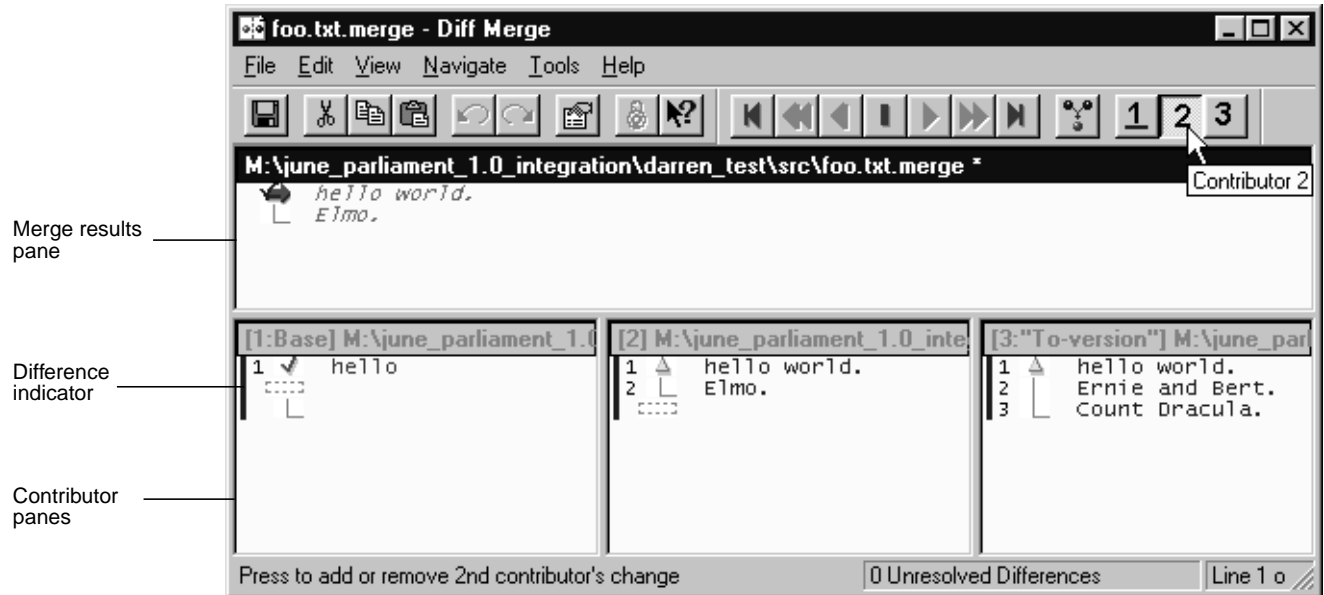 foo.txt.merge - Diff Merge
File Edit View Navigate Tools Help
1 2 3
M:\june_parliament_1.0_integration\darren_test\src\foo.txt.merge *
Contributor 2
hello world.
Elmo.
Merge results
pane
[1:Base] M:\june_parliament_1.0
[2] M:\june_parliament_1.0_inte
[3:"To-version"] M:\june_parl
1 hello
1 hello world.
2 Elmo.
1 hello world.
2 Ernie and Bert.
3 Count Dracula.
Difference
indicator
Contributor
panes
Press to add or remove 2nd contributor's change
0 Unresolved Differences
Line 1 o